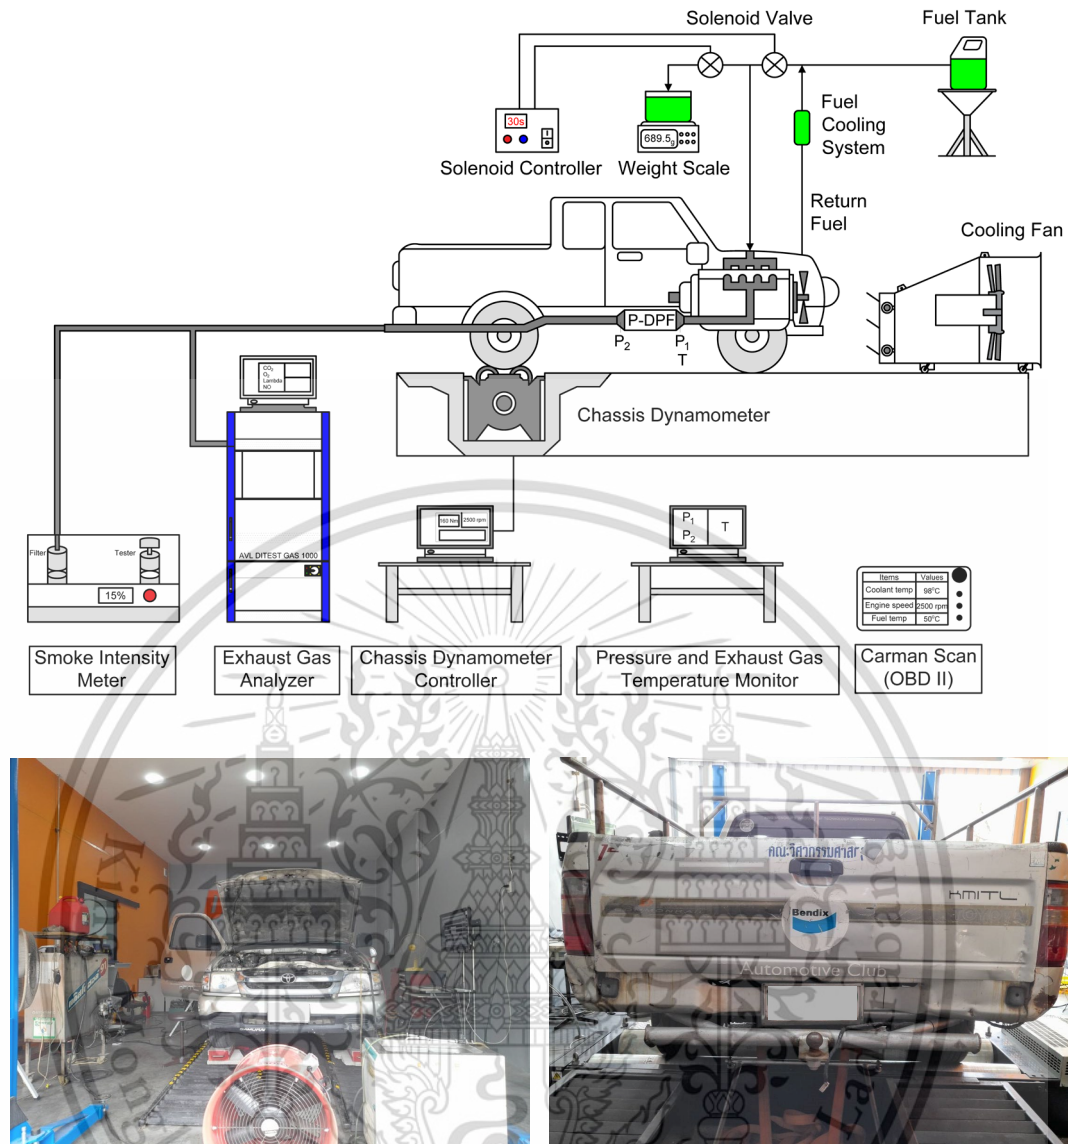 Solenoid Valve
Fuel Tank
30s
Solenoid Controller
689.5g
Weight Scale
Fuel
Cooling
System
Return
Fuel
Cooling Fan
P-DPF
P2
P1
T
Chassis Dynamometer
CO2
O2
Lambda
NO
AVL DITEST GAS 1000
Filter
Tester
15%
160 Nm
2500 rpm
P1
P2
T
Items Values
Coolant temp 98°C
Engine speed 2500 rpm
Fuel temp 50°C
Smoke Intensity
Meter
Exhaust Gas
Analyzer
Chassis Dynamometer
Controller
Pressure and Exhaust Gas
Temperature Monitor
Carman Scan
(OBD II)
คณะวิศวกรรมศาสตร
KMITL
Bendix
Automotive Club